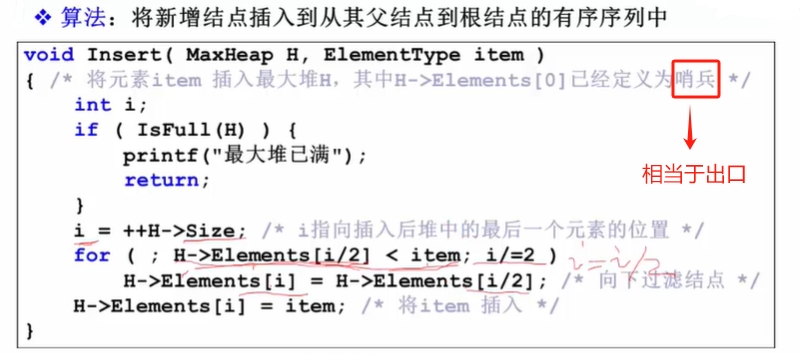 ❖ 算法：将新增结点插入到从其父结点到根结点的有序序列中
void Insert( MaxHeap H, ElementType item )
{ /* 将元素item 插入最大堆H，其中H->Elements[0]已经定义为哨兵 */
int i;
if ( IsFull(H) ) {
printf("最大堆已满");
return;
}
相当于出口
i = ++H->Size; /* i指向插入后堆中的最后一个元素的位置 */
for ( ; H->Elements[i/2] < item; i/=2 ) i=i/2
H->Elements[i] = H->Elements[i/2]; /* 向下过滤结点 */
H->Elements[i] = item; /* 将item 插入 */
}